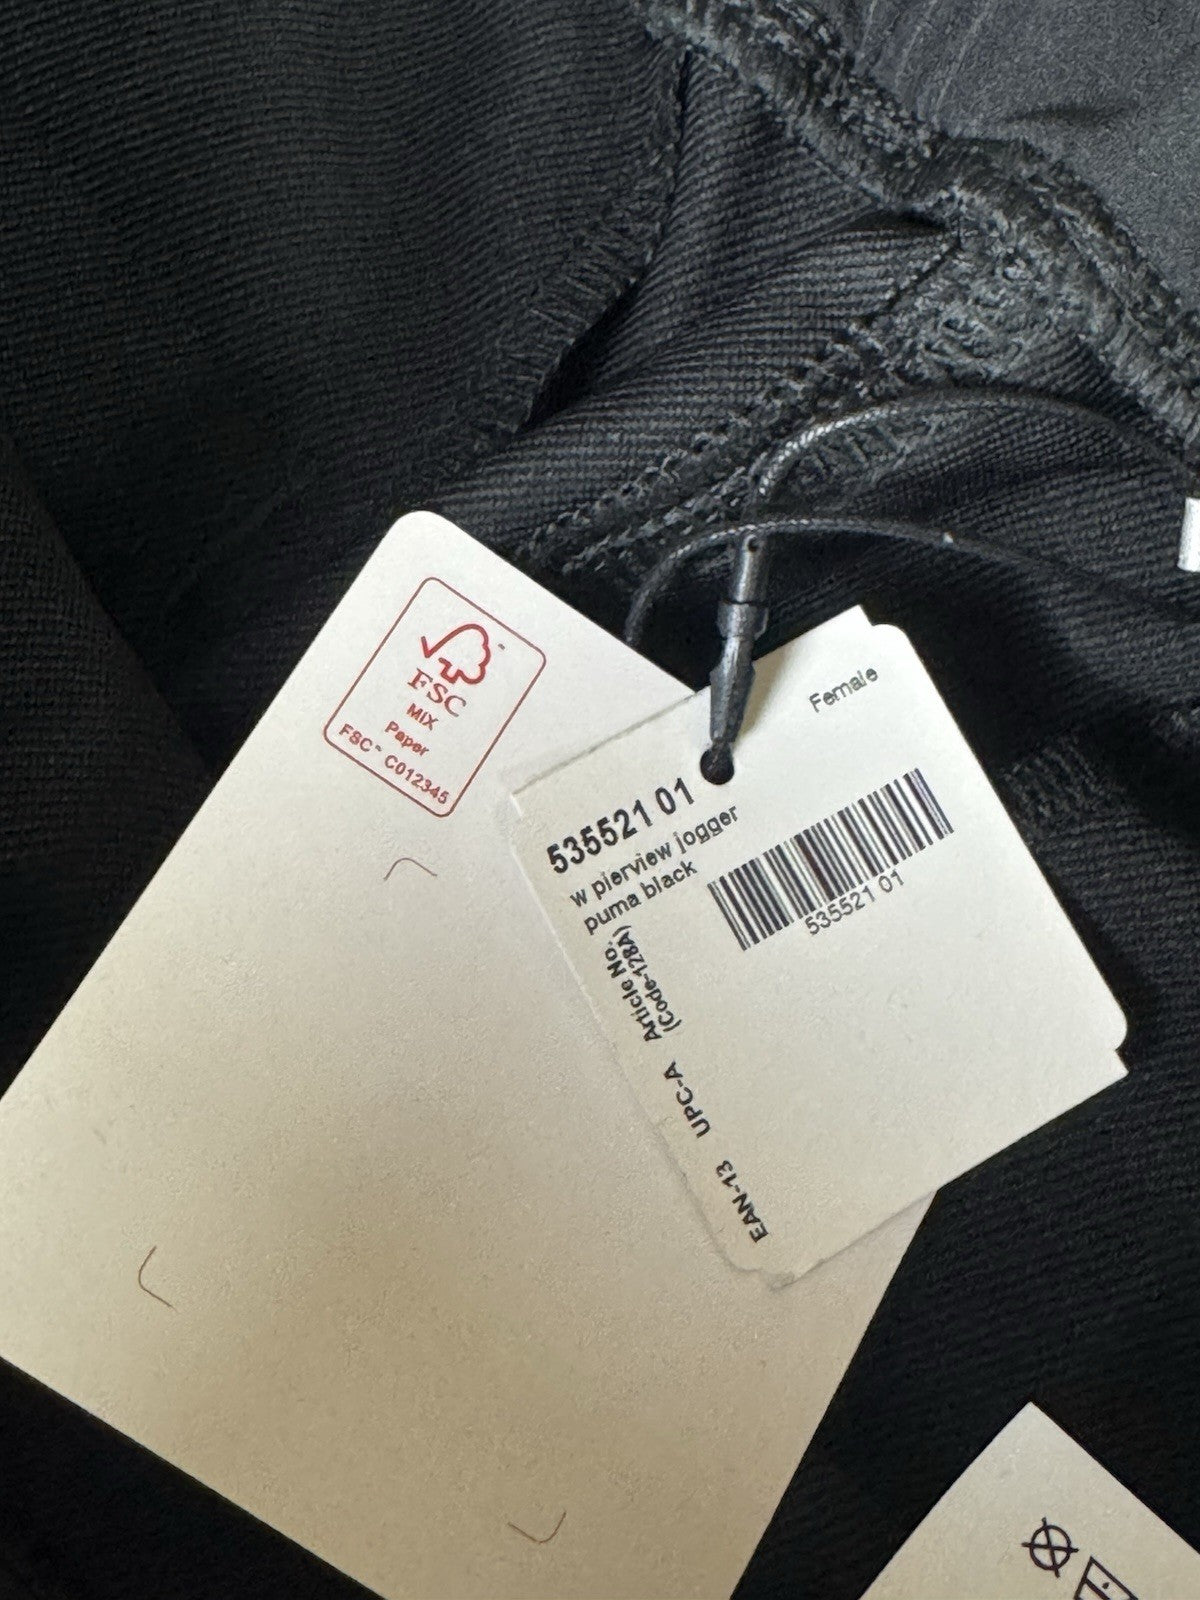 FSC
MIX
Paper
FSC™ C012345
Female
535521 01
w pierview jogger
puma black
535521 01
Article No.
(Code-128A)
UPC-A
EAN-13